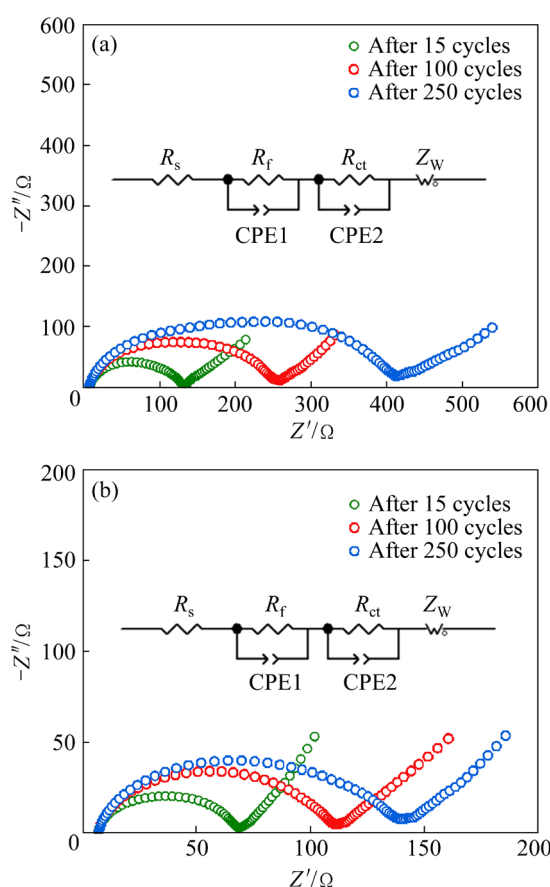 (a)
After 15 cycles
After 100 cycles
After 250 cycles
600
500
400
300
200
100
0
−Z″/Ω
Rs
Rf
Rct
ZW
CPE1
CPE2
100 200 300 400 500 600
Z′/Ω
(b)
After 15 cycles
After 100 cycles
After 250 cycles
200
150
100
50
0
−Z″/Ω
Rs
Rf
Rct
ZW
CPE1
CPE2
50 100 150 200
Z′/Ω